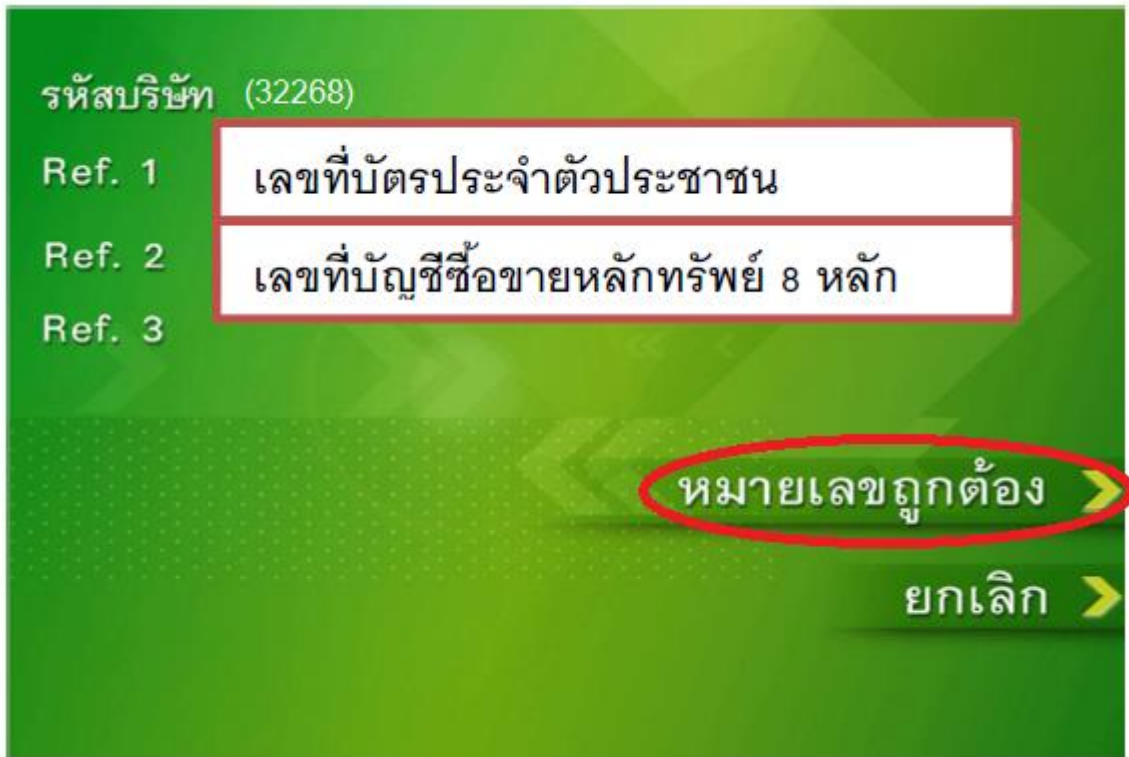 รหัสบริษัท (32268)
Ref. 1 เลขที่บัตรประจำตัวประชาชน
Ref. 2 เลขที่บัญชีซื้อขายหลักทรัพย์ 8 หลัก
Ref. 3
หมายเลขถูกต้อง
ยกเลิก